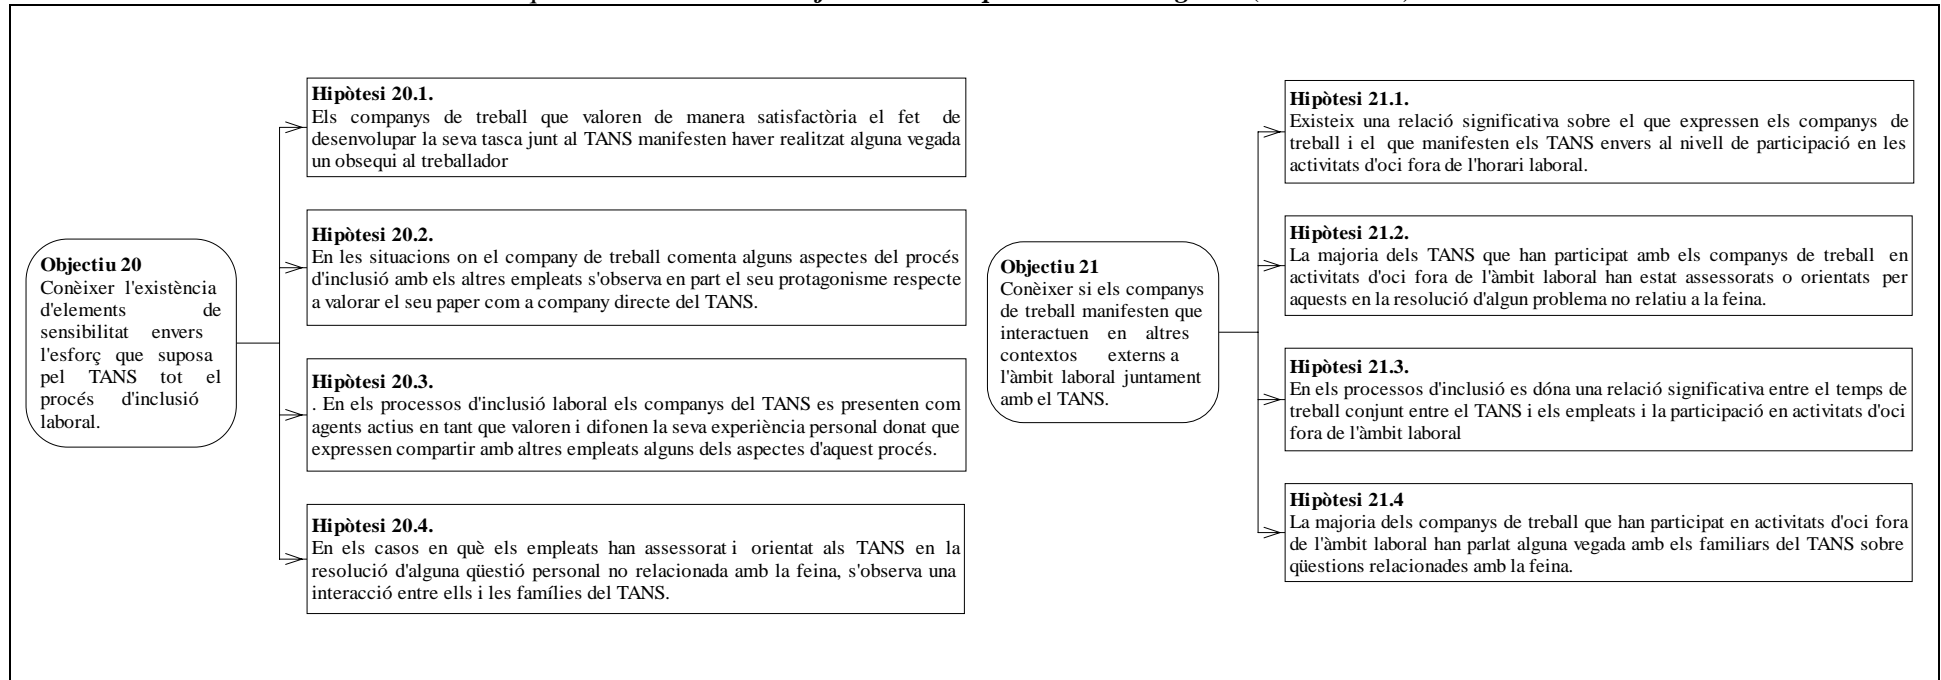 Objectiu 20
Conèixer l'existència
d'elements de
sensibilitat envers
l'esforç que suposa
pel TANS tot el
procés d'inclusió
laboral.
Hipòtesi 20.1.
Els companys de treball que valoren de manera satisfactòria el fet de
desenvolupar la seva tasca junt al TANS manifesten haver realitzat alguna vegada
un obsequi al treballador
Hipòtesi 20.2.
En les situacions on el company de treball comenta alguns aspectes del procés
d'inclusió amb els altres empleats s'observa en part el seu protagonisme respecte
a valorar el seu paper com a company directe del TANS.
Hipòtesi 20.3.
. En els processos d'inclusió laboral els companys del TANS es presenten com
agents actius en tant que valoren i difonen la seva experiència personal donat que
expressen compartir amb altres empleats alguns dels aspectes d'aquest procés.
Hipòtesi 20.4.
En els casos en què els empleats han assessorat i orientat als TANS en la
resolució d'alguna qüestió personal no relacionada amb la feina, s'observa una
interacció entre ells i les famílies del TANS.
Objectiu 21
Conèixer si els companys
de treball manifesten que
interactuen en altres
contextos externs a
l'àmbit laboral juntament
amb el TANS.
Hipòtesi 21.1.
Existeix una relació significativa sobre el que expressen els companys de
treball i el que manifesten els TANS envers al nivell de participació en les
activitats d'oci fora de l'horari laboral.
Hipòtesi 21.2.
La majoria dels TANS que han participat amb els companys de treball en
activitats d'oci fora de l'àmbit laboral han estat assessorats o orientats per
aquests en la resolució d'algun problema no relatiu a la feina.
Hipòtesi 21.3.
En els processos d'inclusió es dóna una relació significativa entre el temps de
treball conjunt entre el TANS i els empleats i la participació en activitats d'oci
fora de l'àmbit laboral
Hipòtesi 21.4
La majoria dels companys de treball que han participat en activitats d'oci fora
de l'àmbit laboral han parlat alguna vegada amb els familiars del TANS sobre
qüestions relacionades amb la feina.